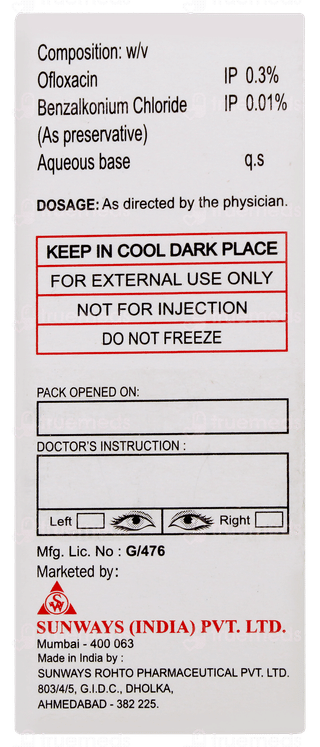 Composition: w/v
Ofloxacin IP 0.3%
Benzalkonium Chloride IP 0.01%
(As preservative)
Aqueous base q.s
DOSAGE: As directed by the physician.
KEEP IN COOL DARK PLACE
FOR EXTERNAL USE ONLY
NOT FOR INJECTION
DO NOT FREEZE
PACK OPENED ON:
DOCTOR'S INSTRUCTION :
Left Right
Mfg. Lic. No : G/476
Marketed by:
SW
SUNWAYS (INDIA) PVT. LTD.
Mumbai - 400 063
Made in India by :
SUNWAYS ROHTO PHARMACEUTICAL PVT. LTD.
803/4/5, G.I.D.C., DHOLKA,
AHMEDABAD - 382 225.